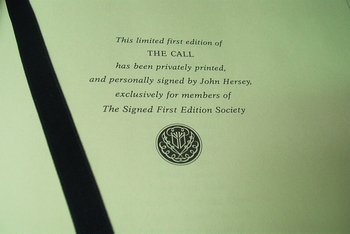 This limited first edition of
THE CALL
has been privately printed,
and personally signed by John Hersey,
exclusively for members of
The Signed First Edition Society